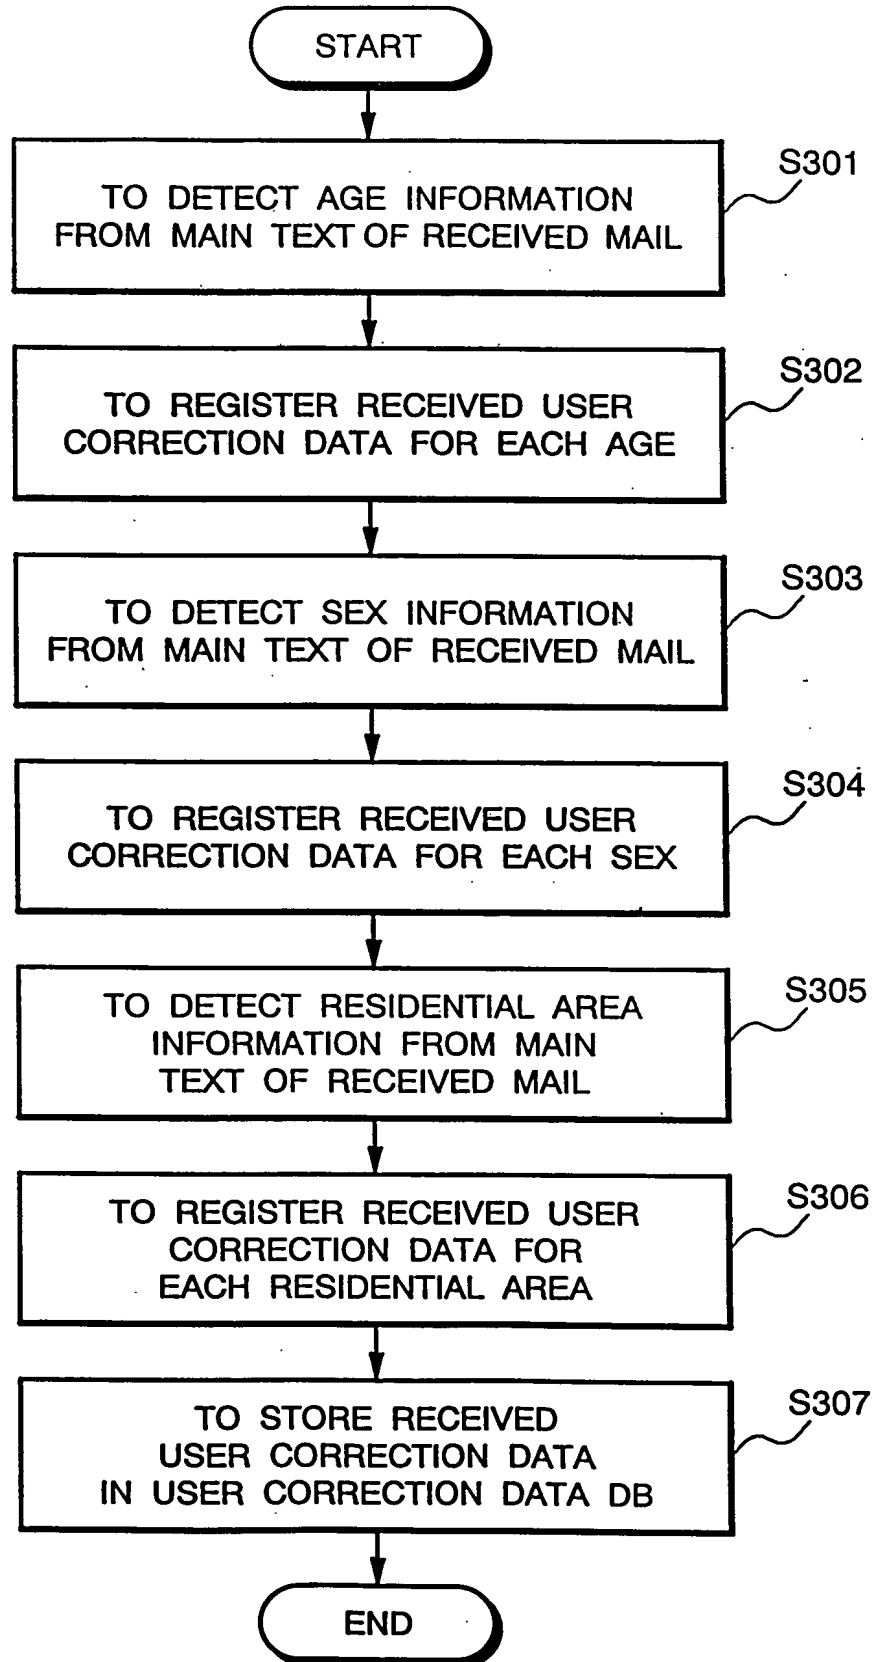 START
S301
TO DETECT AGE INFORMATION
FROM MAIN TEXT OF RECEIVED MAIL
S302
TO REGISTER RECEIVED USER
CORRECTION DATA FOR EACH AGE
S303
TO DETECT SEX INFORMATION
FROM MAIN TEXT OF RECEIVED MAIL
S304
TO REGISTER RECEIVED USER
CORRECTION DATA FOR EACH SEX
S305
TO DETECT RESIDENTIAL AREA
INFORMATION FROM MAIN
TEXT OF RECEIVED MAIL
S306
TO REGISTER RECEIVED USER
CORRECTION DATA FOR
EACH RESIDENTIAL AREA
S307
TO STORE RECEIVED
USER CORRECTION DATA
IN USER CORRECTION DATA DB
END